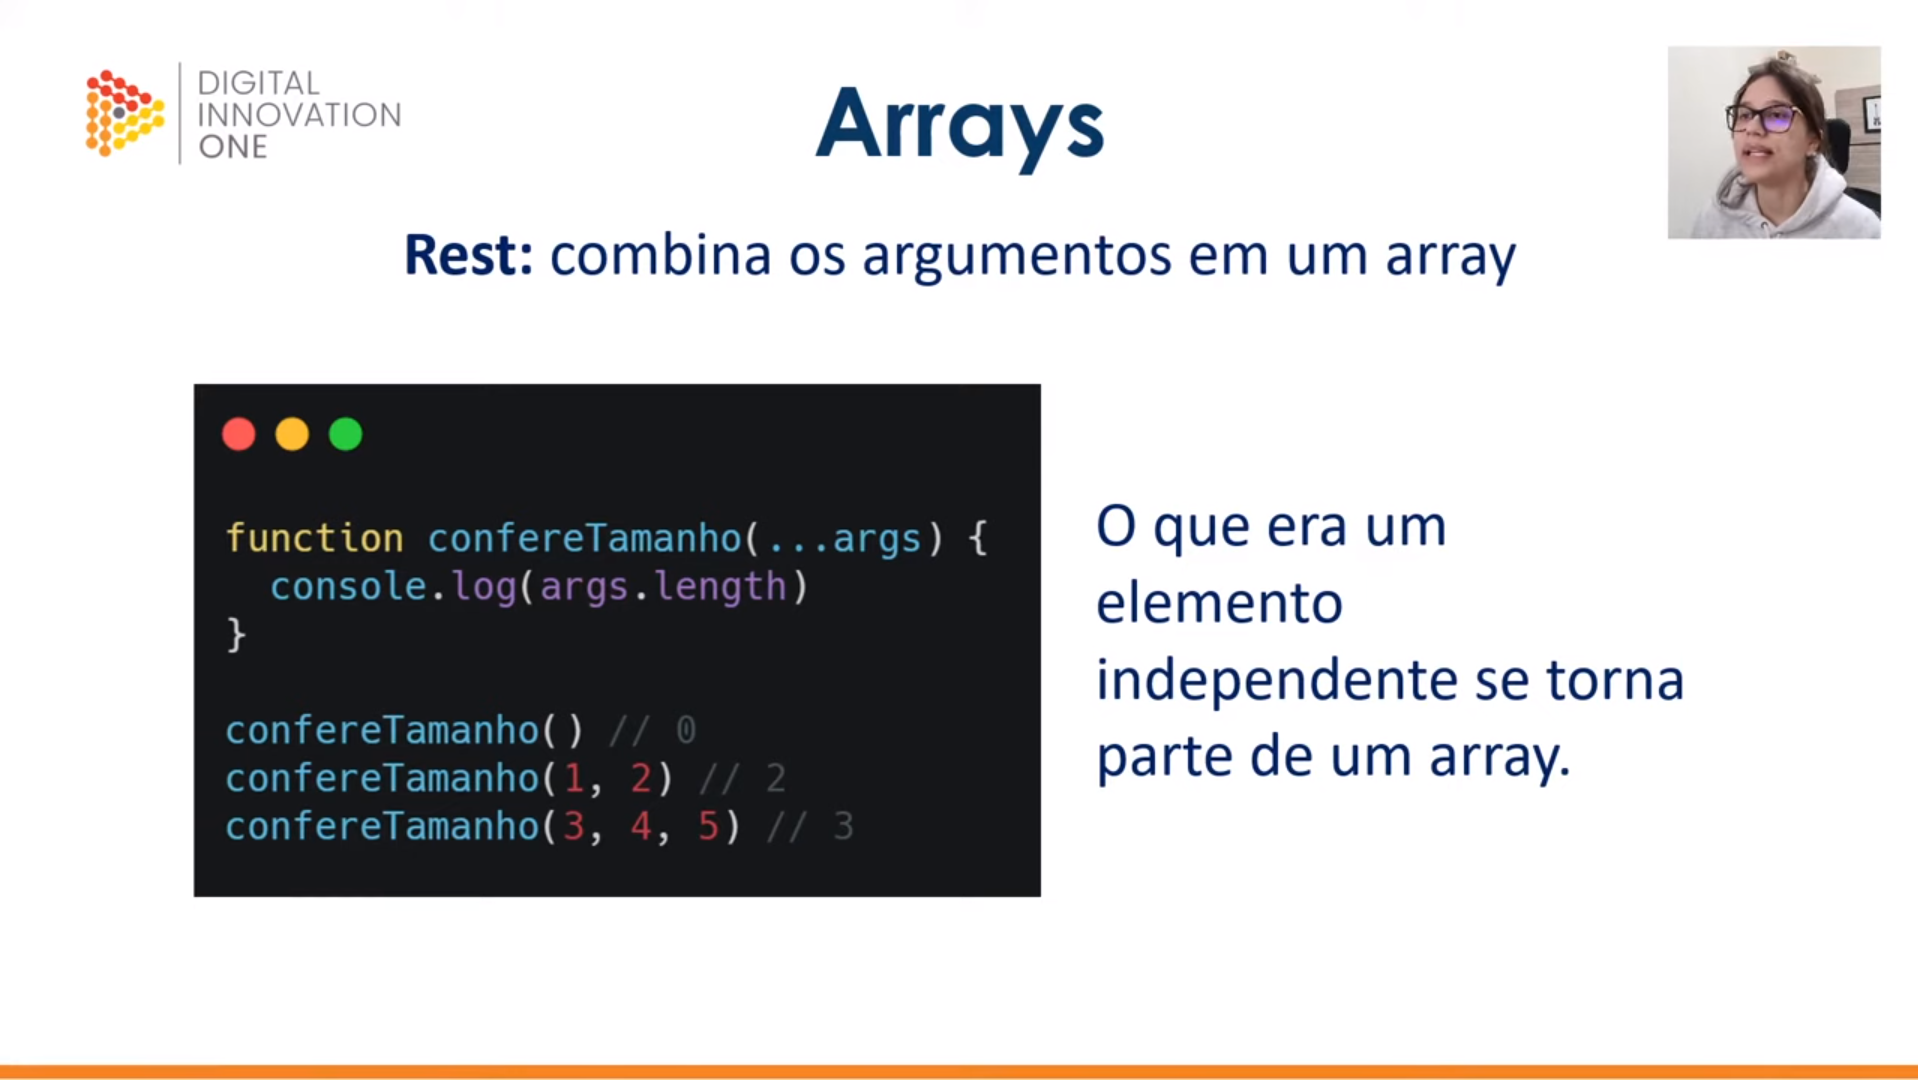 DIGITAL
INNOVATION
ONE
Arrays
Rest: combina os argumentos em um array
function confereTamanho(...args) {
  console.log(args.length)
}
confereTamanho() // 0
confereTamanho(1, 2) // 2
confereTamanho(3, 4, 5) // 3
O que era um
elemento
independente se torna
parte de um array.